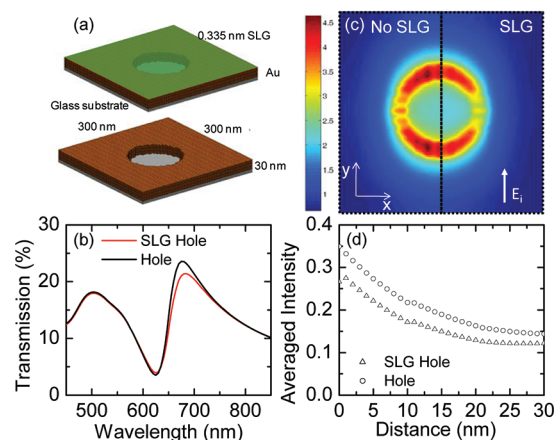 (a)
0.335 nm SLG
Au
Glass substrate
300 nm
300 nm
30 nm
(c)
No SLG
SLG
4.5
4
3.5
3
2.5
2
1.5
1
y
x
E_i
(b)
SLG Hole
Hole
Transmission (%)
30
20
10
0
500
600
700
800
Wavelength (nm)
(d)
Averaged Intensity
0.4
0.3
0.2
0.1
0.0
SLG Hole
Hole
0
5
10
15
20
25
30
Distance (nm)